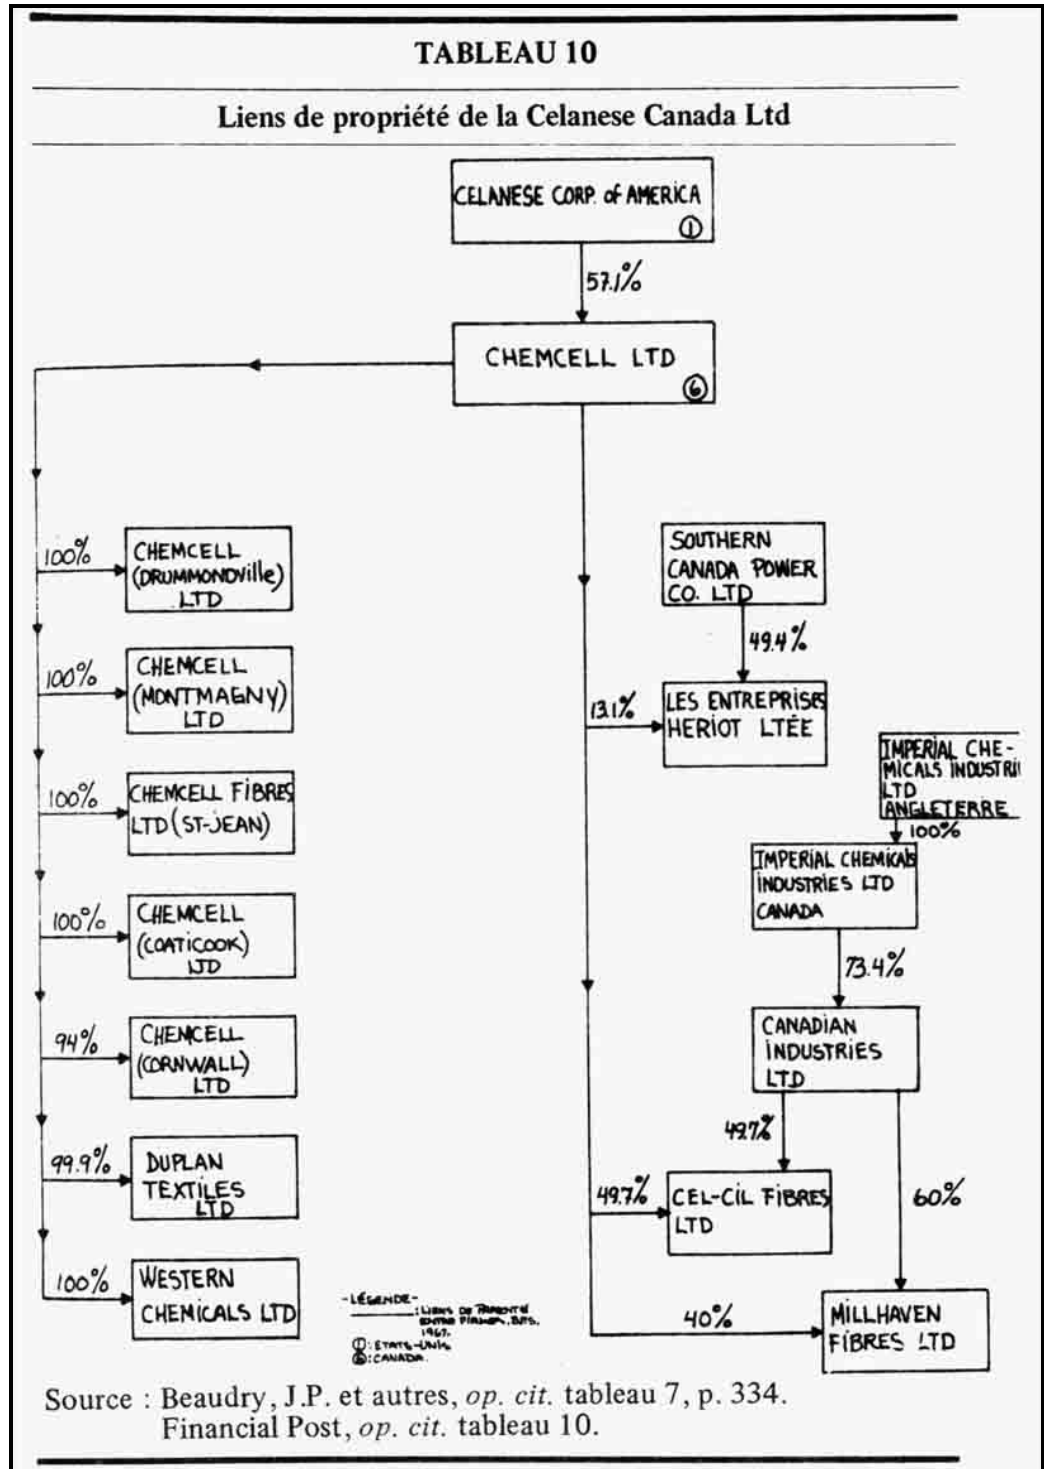 TABLEAU 10
Liens de propriété de la Celanese Canada Ltd
CELANESE CORP. of AMERICA
1
57.1%
CHEMCELL LTD
6
100%
CHEMCELL
(DRUMMONDVille)
LTD
100%
CHEMCELL
(MONTMAGNY)
LTD
100%
CHEMCELL FIBRES
LTD (ST-JEAN)
100%
CHEMCELL
(COATICOOK)
LTD
94%
CHEMCELL
(CORNWALL)
LTD
99.9%
DUPLAN
TEXTILES
LTD
100%
WESTERN
CHEMICALS LTD
SOUTHERN
CANADA POWER
CO. LTD
49.4%
13.1%
LES ENTREPRISES
HERIOT LTÉE
IMPERIAL CHE-
MICALS INDUSTRI
LTD
ANGLETERRE
100%
IMPERIAL CHEMICALS
INDUSTRIES LTD
CANADA
73.4%
CANADIAN
INDUSTRIES
LTD
49.7%
60%
49.7%
CEL-CIL FIBRES
LTD
40%
MILLHAVEN
FIBRES LTD
-LÉGENDE-
: LIENS DE PARENTÉ
ENTRE FIRMES,
1967.
1 : ETATS-UNIS
6 : CANADA.
Source : Beaudry, J.P. et autres, op. cit. tableau 7, p. 334.
Financial Post, op. cit. tableau 10.